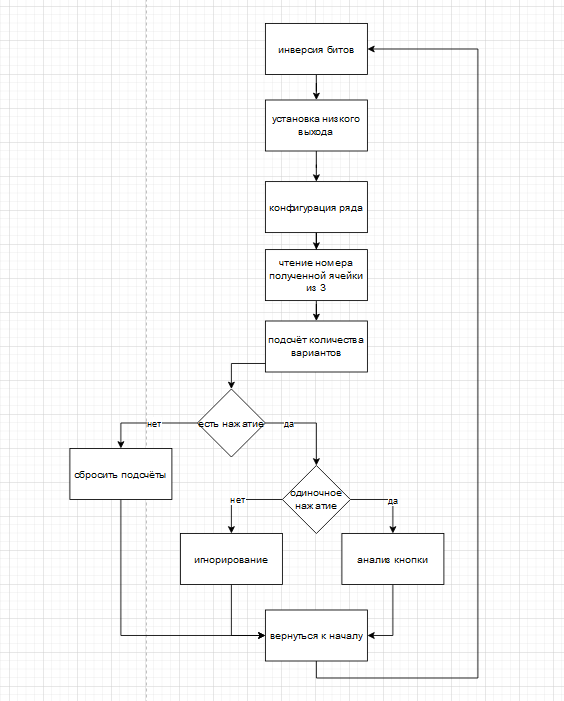 инверсия битов
установка низкого
выхода
конфигурация ряда
чтение номера
полученной ячейки
из 3
подсчёт количества
вариантов
есть нажатие
нет
да
сбросить подсчёты
одиночное
нажатие
нет
да
игнорирование
анализ кнопки
вернуться к началу